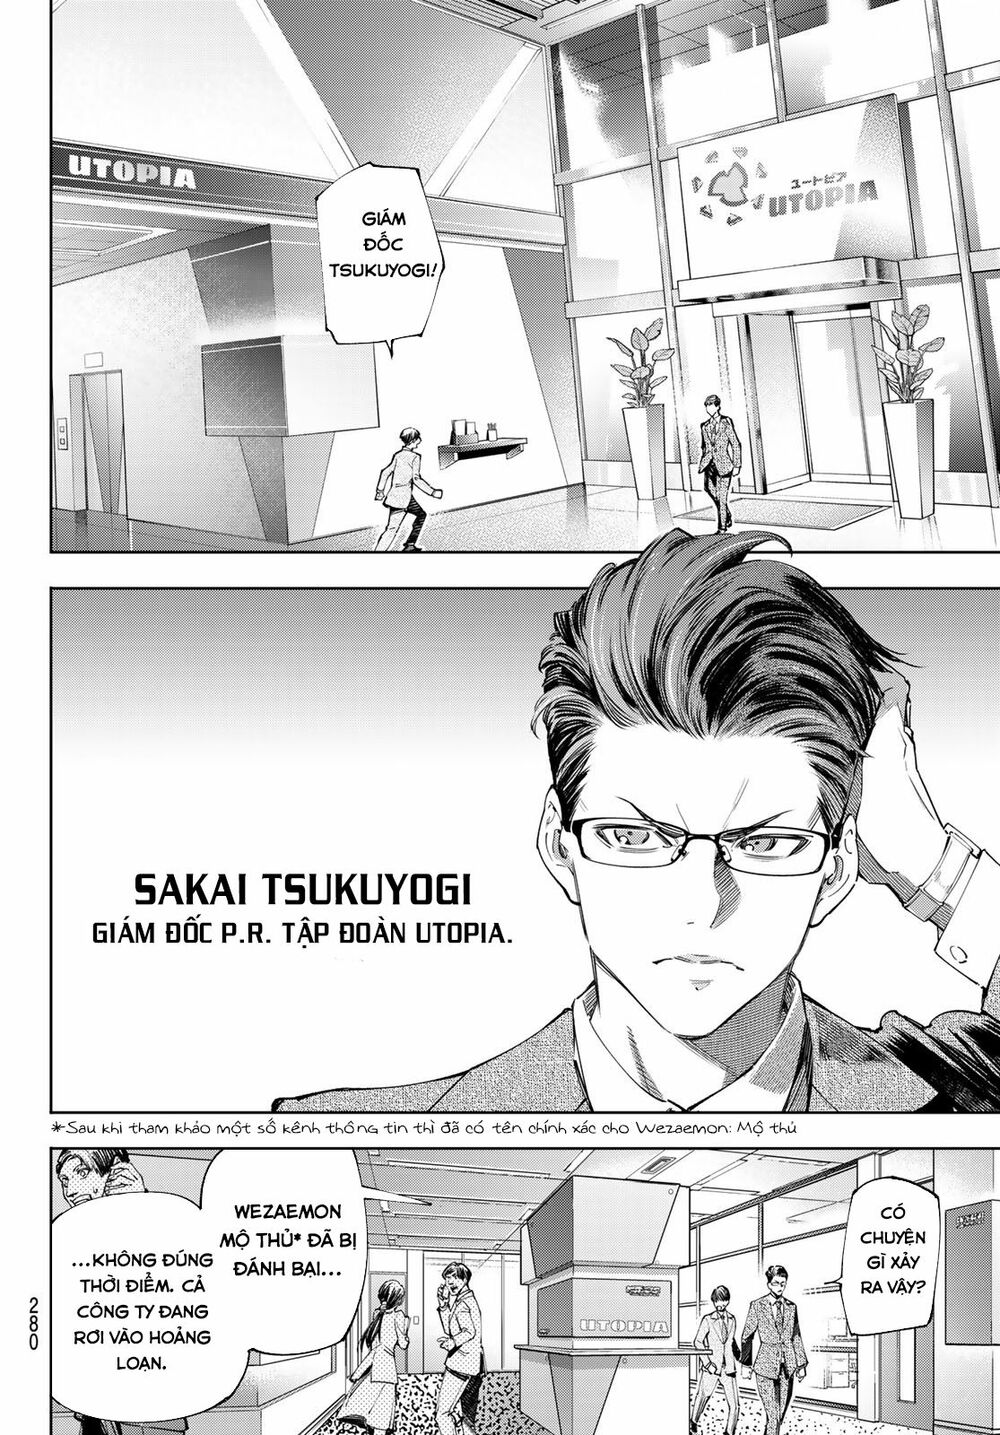 UTOPIA
ユートピア
UTOPIA
GIÁM
ĐỐC
TSUKUYOGI!
SAKAI TSUKUYOGI
GIÁM ĐỐC P.R. TẬP ĐOÀN UTOPIA.
*Sau khi tham khảo một số kênh thông tin thì đã có tên chính xác cho Wezaemon: Mộ thủ
CÓ
CHUYỆN
GÌ XẢY
RA VẬY?
UTOPIA
WEZAEMON
MỘ THỦ* ĐÃ BỊ
ĐÁNH BẠI...
...KHÔNG ĐÚNG
THỜI ĐIỂM. CẢ
CÔNG TY ĐANG
RƠI VÀO HOẢNG
LOẠN.
280